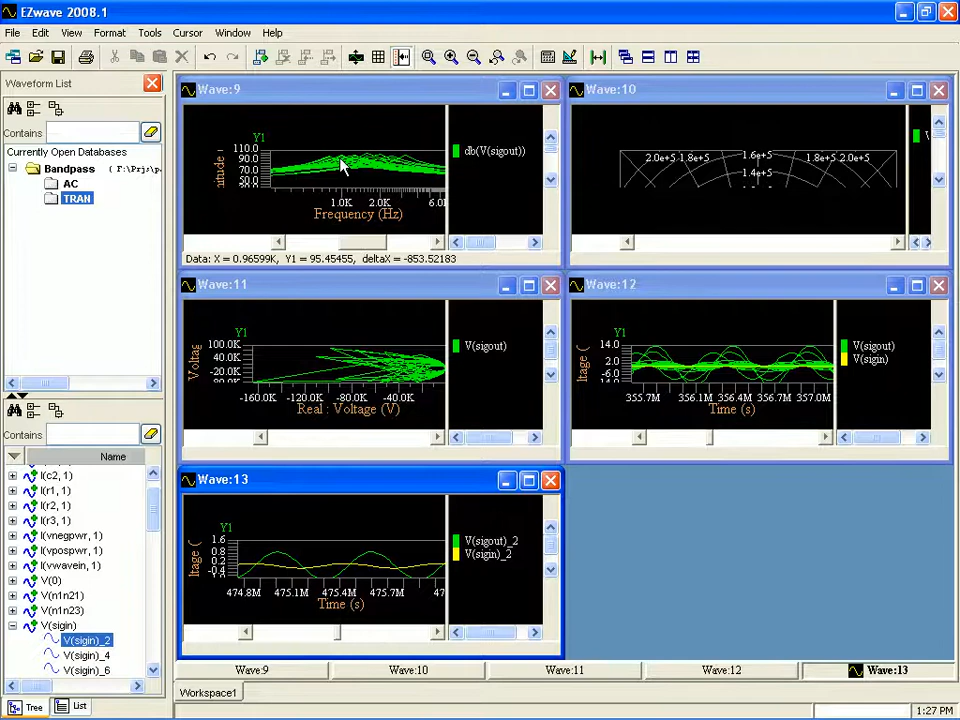 EZwave 2008.1
File Edit View Format Tools Cursor Window Help
Waveform List
Contains
Currently Open Databases
Bandpass ( F:\Prjs\p.
AC
TRAN
Contains
Name
I(c2, 1)
I(r1, 1)
I(r2, 1)
I(r3, 1)
I(vnegpwr, 1)
I(vpospwr, 1)
I(vwavein, 1)
V(0)
V(n1n21)
V(n1n23)
V(sigin)
V(sigin)_2
V(sigin)_4
V(sigin)_6
Tree List
Wave:9
Y1
110.0
90.0
70.0
50.0
1.0K 2.0K 6.0
Frequency (Hz)
db(V(sigout))
Data: X = 0.96599K, Y1 = 95.45455, deltaX = -853.52183
Wave:10
2.0e+5 1.8e+5 1.6e+5 1.8e+5 2.0e+5
1.4e+5
Wave:11
Y1
100.0K
40.0K
-20.0K
-160.0K -120.0K -80.0K -40.0K
Real : Voltage (V)
V(sigout)
Wave:12
Y1
14.0
2.0
-6.0
355.7M 356.1M 356.4M 356.7M 357.0M
Time (s)
V(sigout)
V(sigin)
Wave:13
Y1
1.6
0.8
0.2
-0.4
474.8M 475.1M 475.4M 475.7M 47
Time (s)
V(sigout)_2
V(sigin)_2
Wave:9 Wave:10 Wave:11 Wave:12 Wave:13
Workspace1
1:27 PM